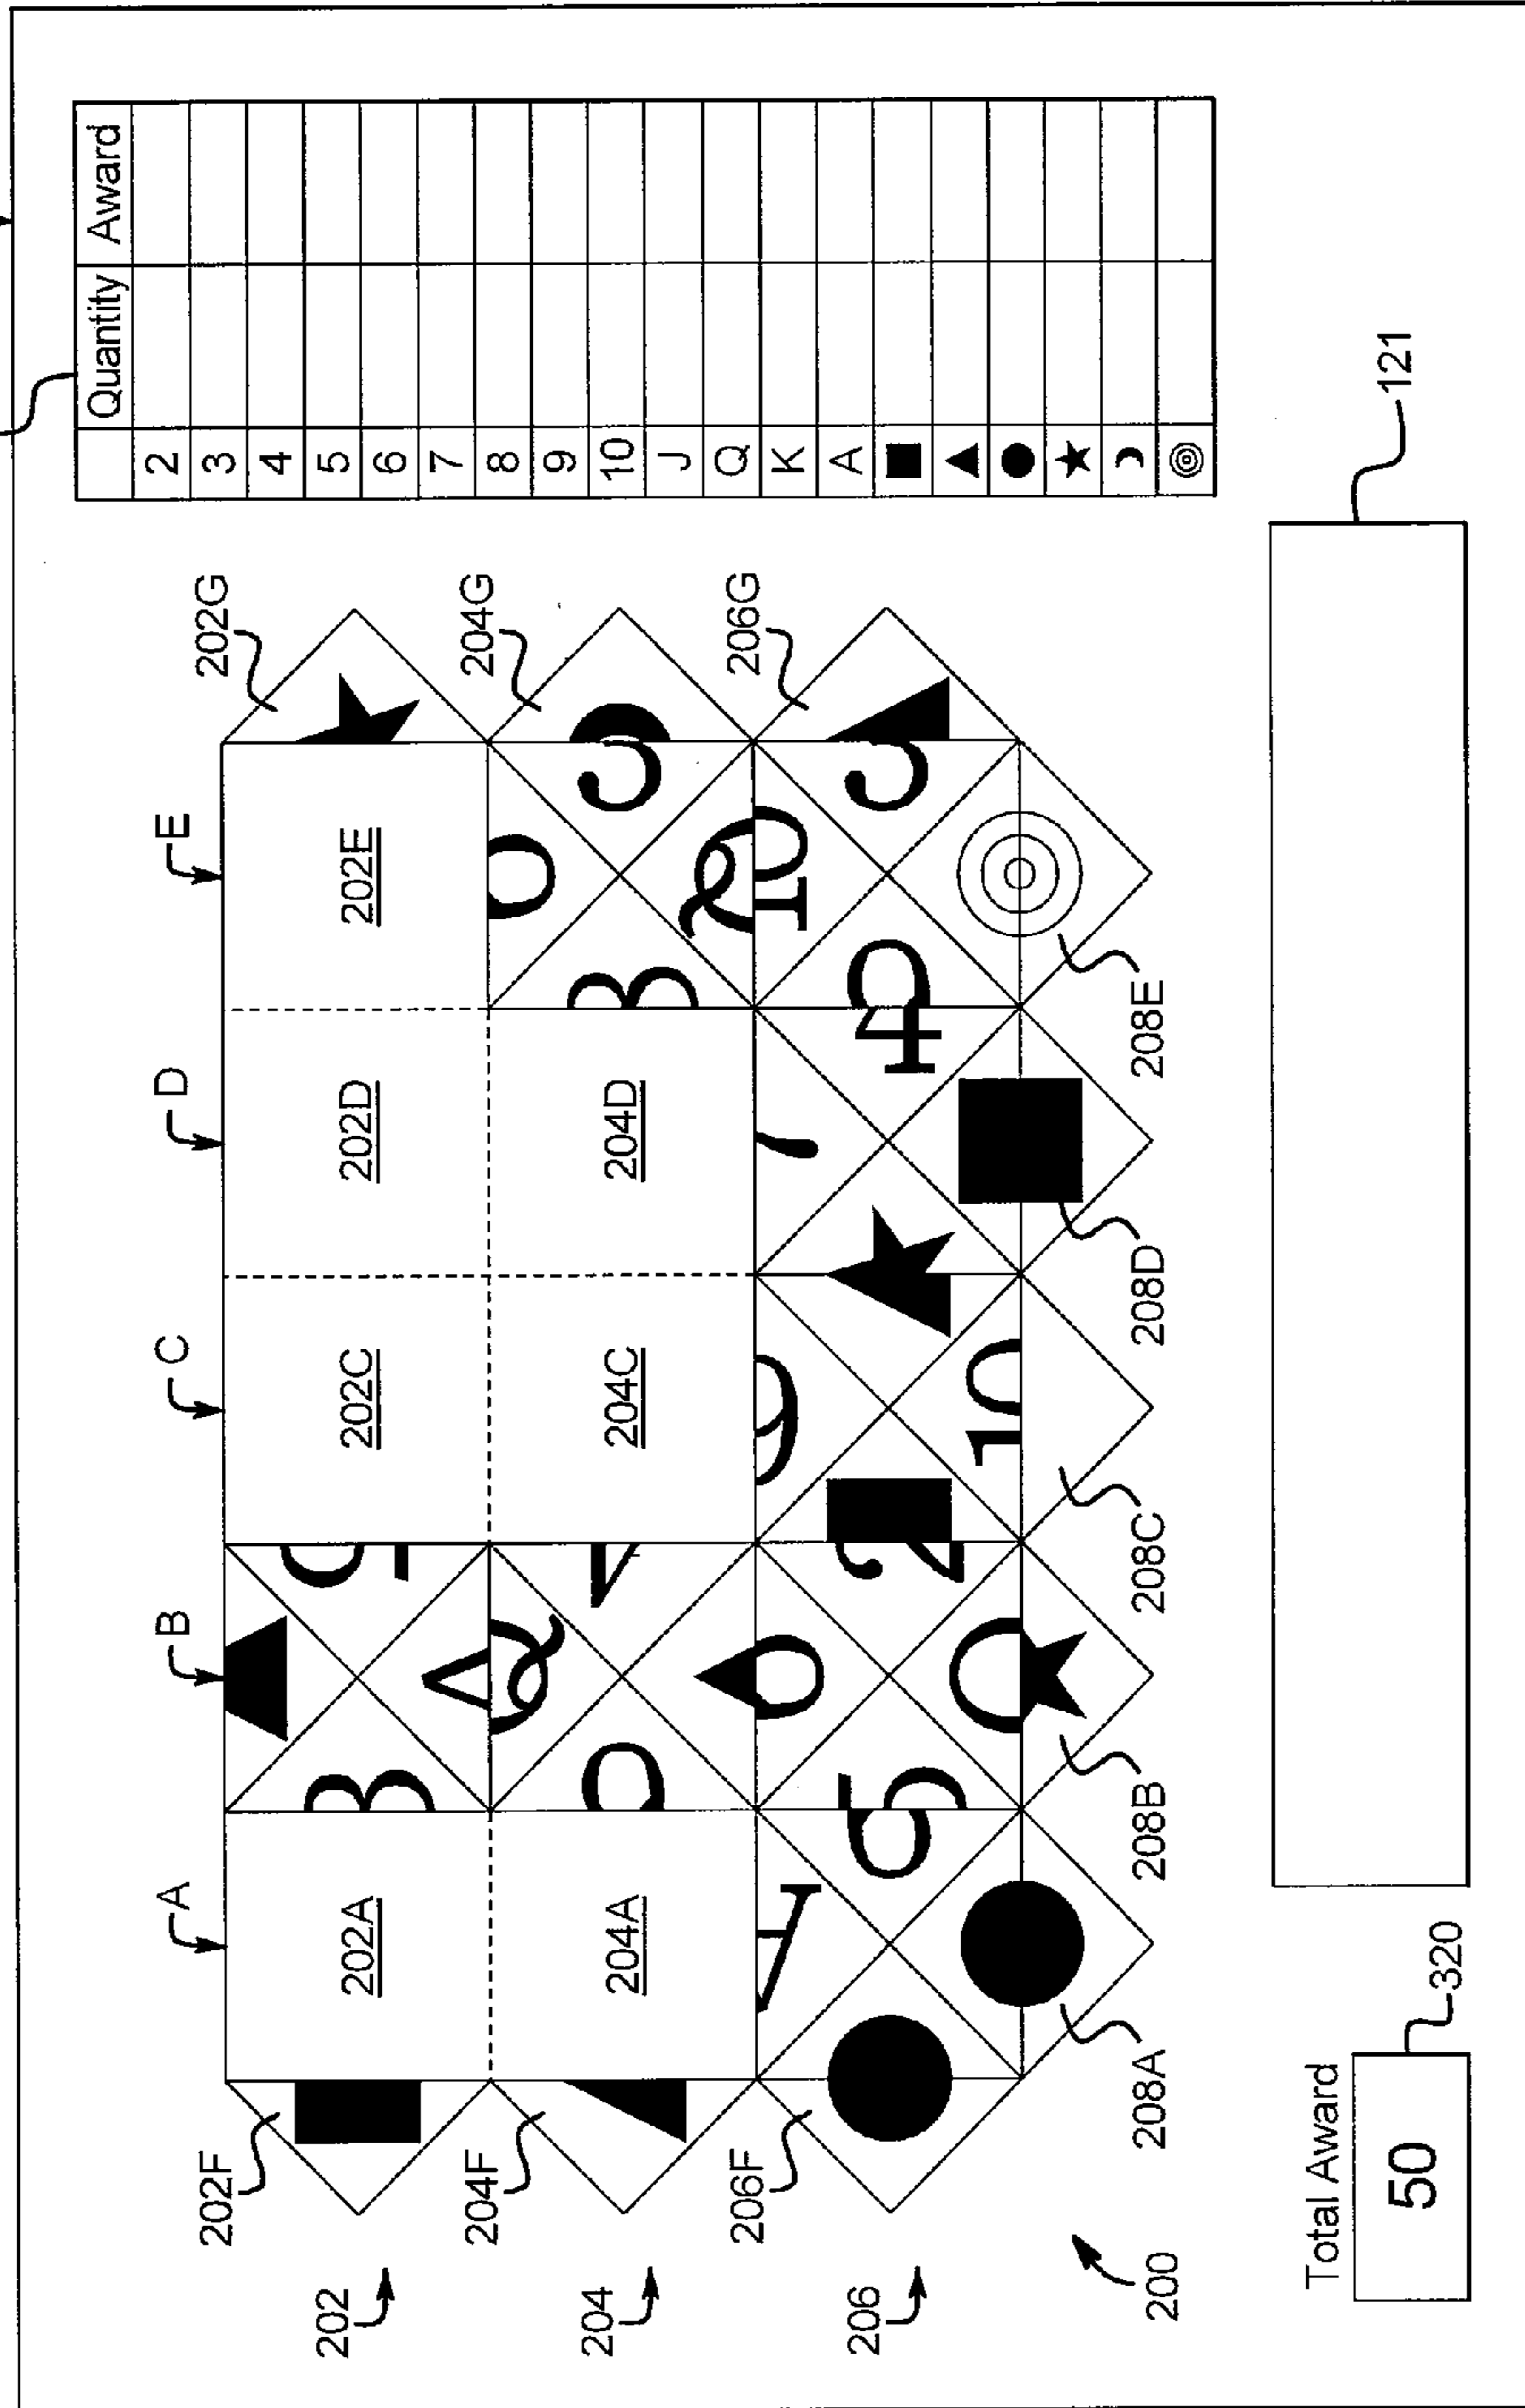 A B C D E
202 202F 202A 202C 202D 202E 202G
204 204F 204A 204C 204D 204G
206 206F 206G
200
208A 208B 208C 208D 208E
Quantity Award
2
3
4
5
6
7
8
9
10
J
Q
K
A
Total Award
50
320
121